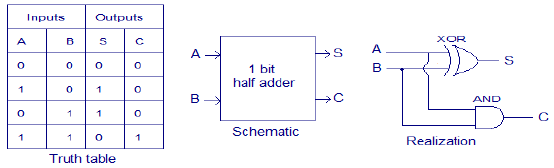 Inputs Outputs
A B S C
0 0 0 0
1 0 1 0
0 1 1 0
1 1 0 1
Truth table
A
B
1 bit
half adder
S
C
Schematic
XOR
A
B
S
AND
C
Realization